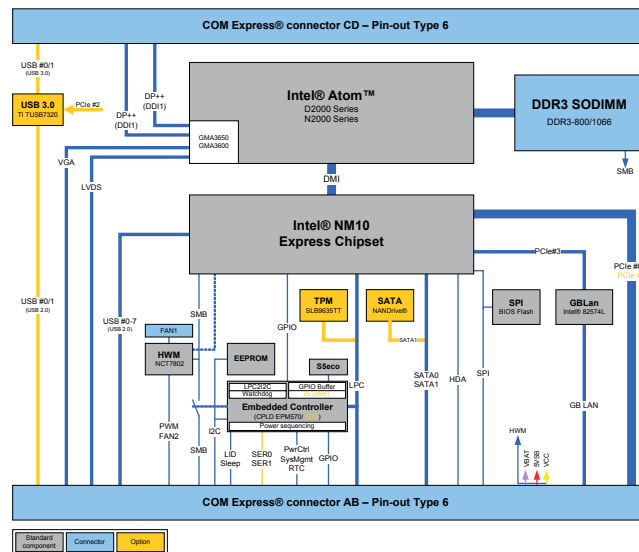 COM Express® connector CD – Pin-out Type 6
USB #0/1
(USB 3.0)
USB 3.0
TI TUSB7320
PCIe #2
DP++
(DDI1)
DP++
(DDI1)
Intel® Atom™
D2000 Series
N2000 Series
GMA3650
GMA3600
DDR3 SODIMM
DDR3-800/1066
SMB
VGA
LVDS
DMI
Intel® NM10
Express Chipset
PCIe#3
USB #0/1
(USB 2.0)
USB #0-7
(USB 2.0)
SMB
GPIO
TPM
SLB9635TT
SATA
NANDrive®
SATA1
SPI
BIOS Flash
GBLan
Intel® 82574L
FAN1
HWM
NCT7802
EEPROM
S5eco
LPC
SATA0
SATA1
HDA
SPI
LPC2I2C
GPIO Buffer
Watchdog
Embedded Controller
(CPLD EPM570/
Power sequencing
PWM
FAN2
SMB
I2C
LID
Sleep
SER0
SER1
PwrCtrl
SysMgmt
RTC
GPIO
GB LAN
HWM
VBAT
5VSB
VCC
COM Express® connector AB – Pin-out Type 6
Standard
component
Connector
Option